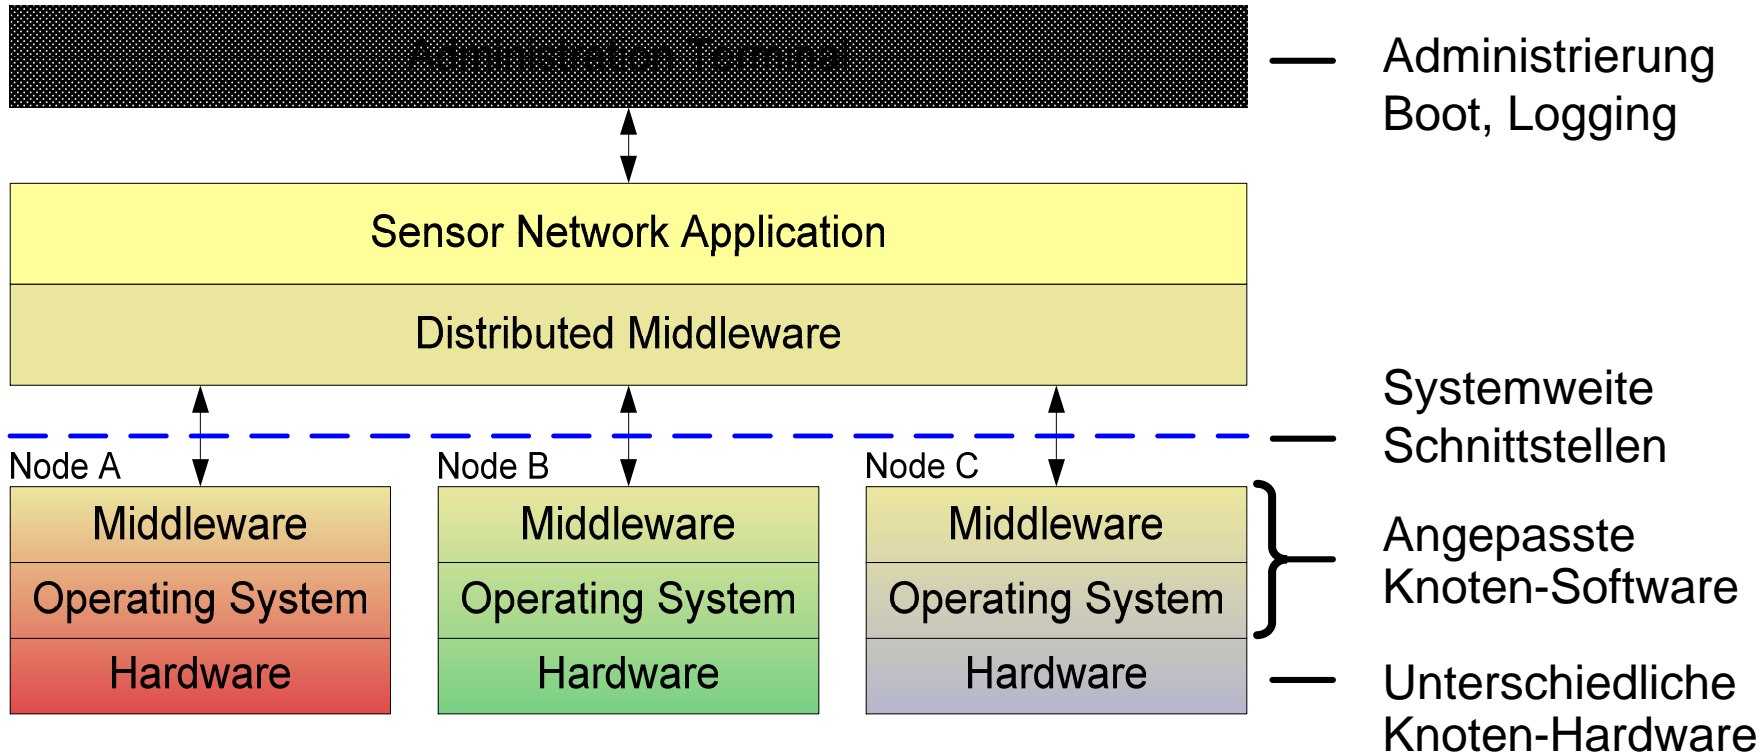 Administration Terminal
Administrierung
Boot, Logging
Sensor Network Application
Distributed Middleware
Systemweite
Schnittstellen
Node A
Node B
Node C
Middleware
Middleware
Middleware
Operating System
Operating System
Operating System
Hardware
Hardware
Hardware
Angepasste
Knoten-Software
Unterschiedliche
Knoten-Hardware